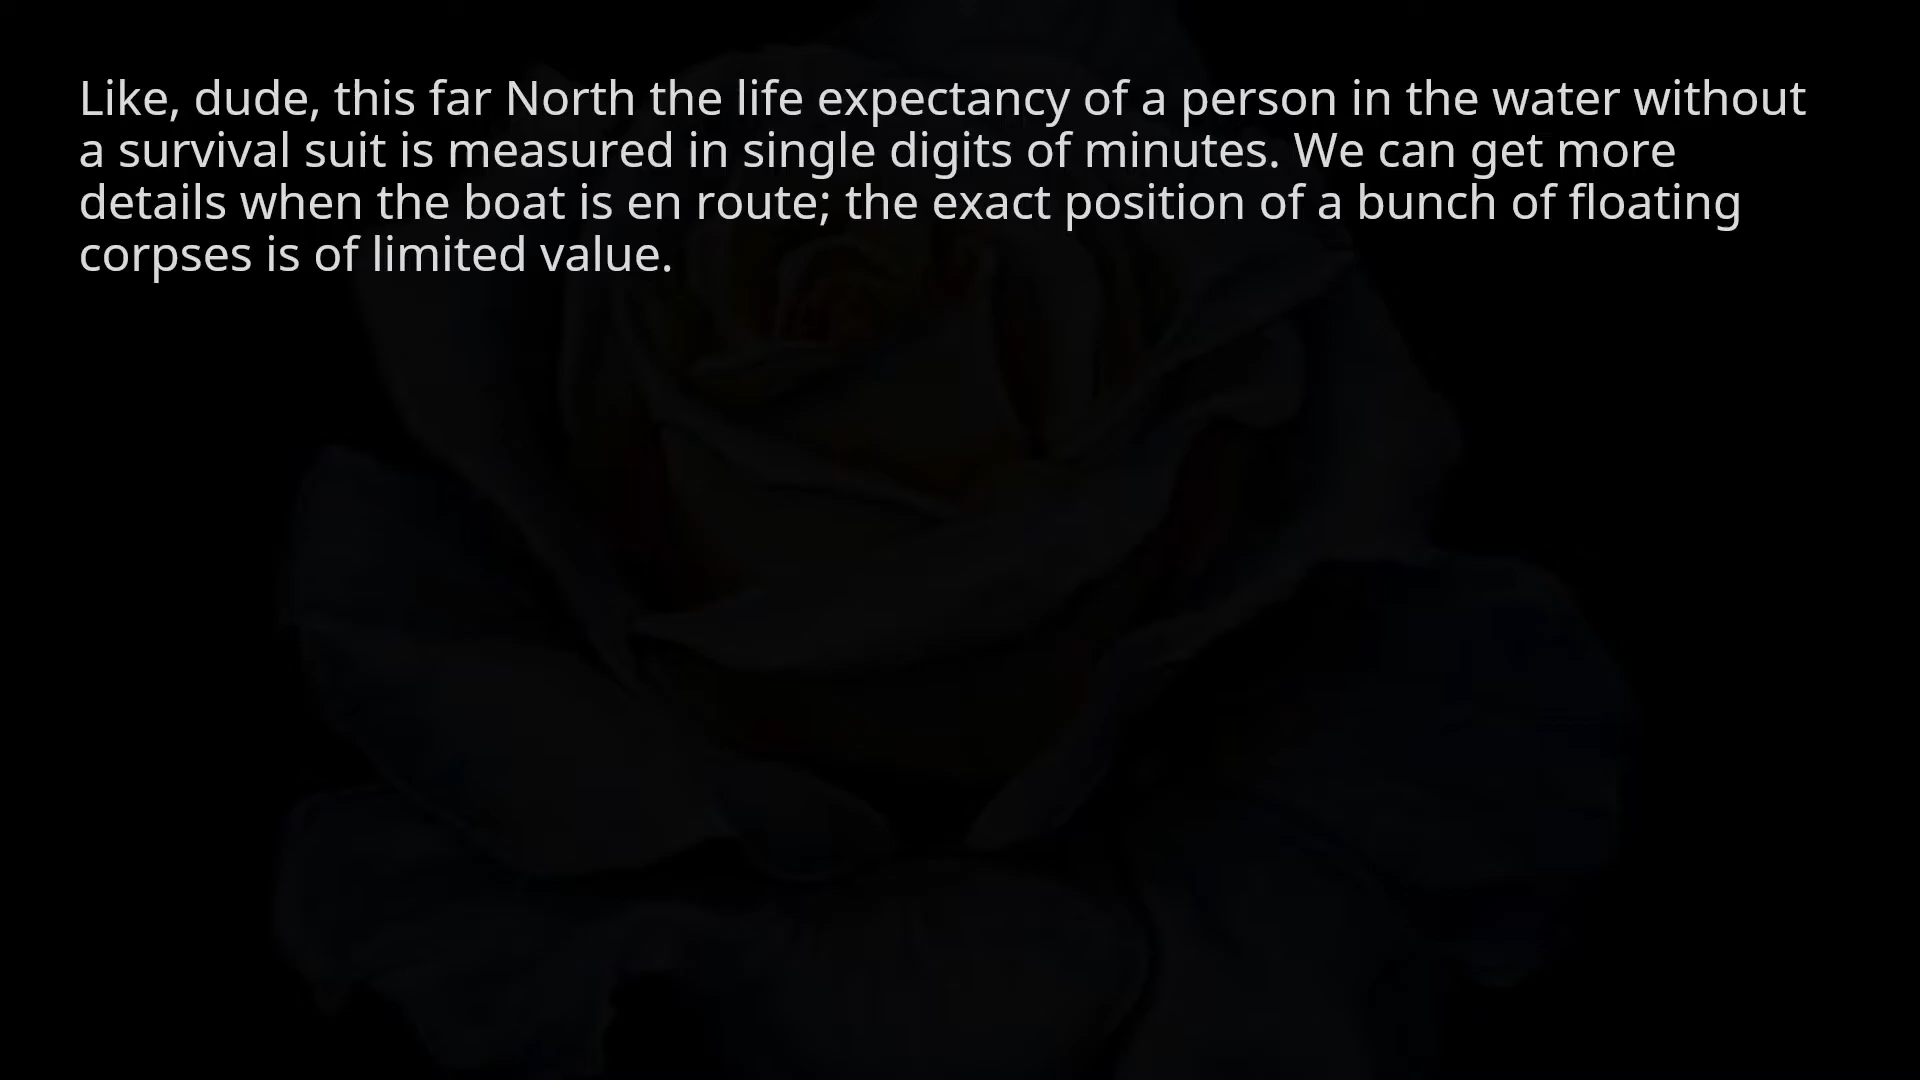 Like, dude, this far North the life expectancy of a person in the water without
a survival suit is measured in single digits of minutes. We can get more
details when the boat is en route; the exact position of a bunch of floating
corpses is of limited value.